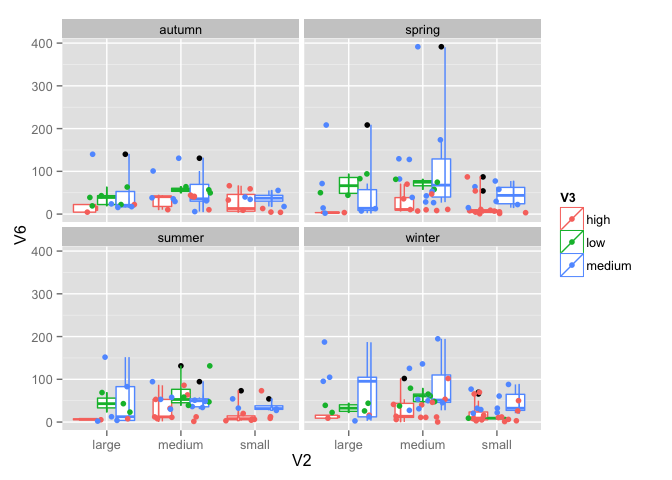 autumn spring
400
300
200
100
0
summer winter
400
300
200
100
0
large medium small large medium small
V2
V6
V3
high
low
medium